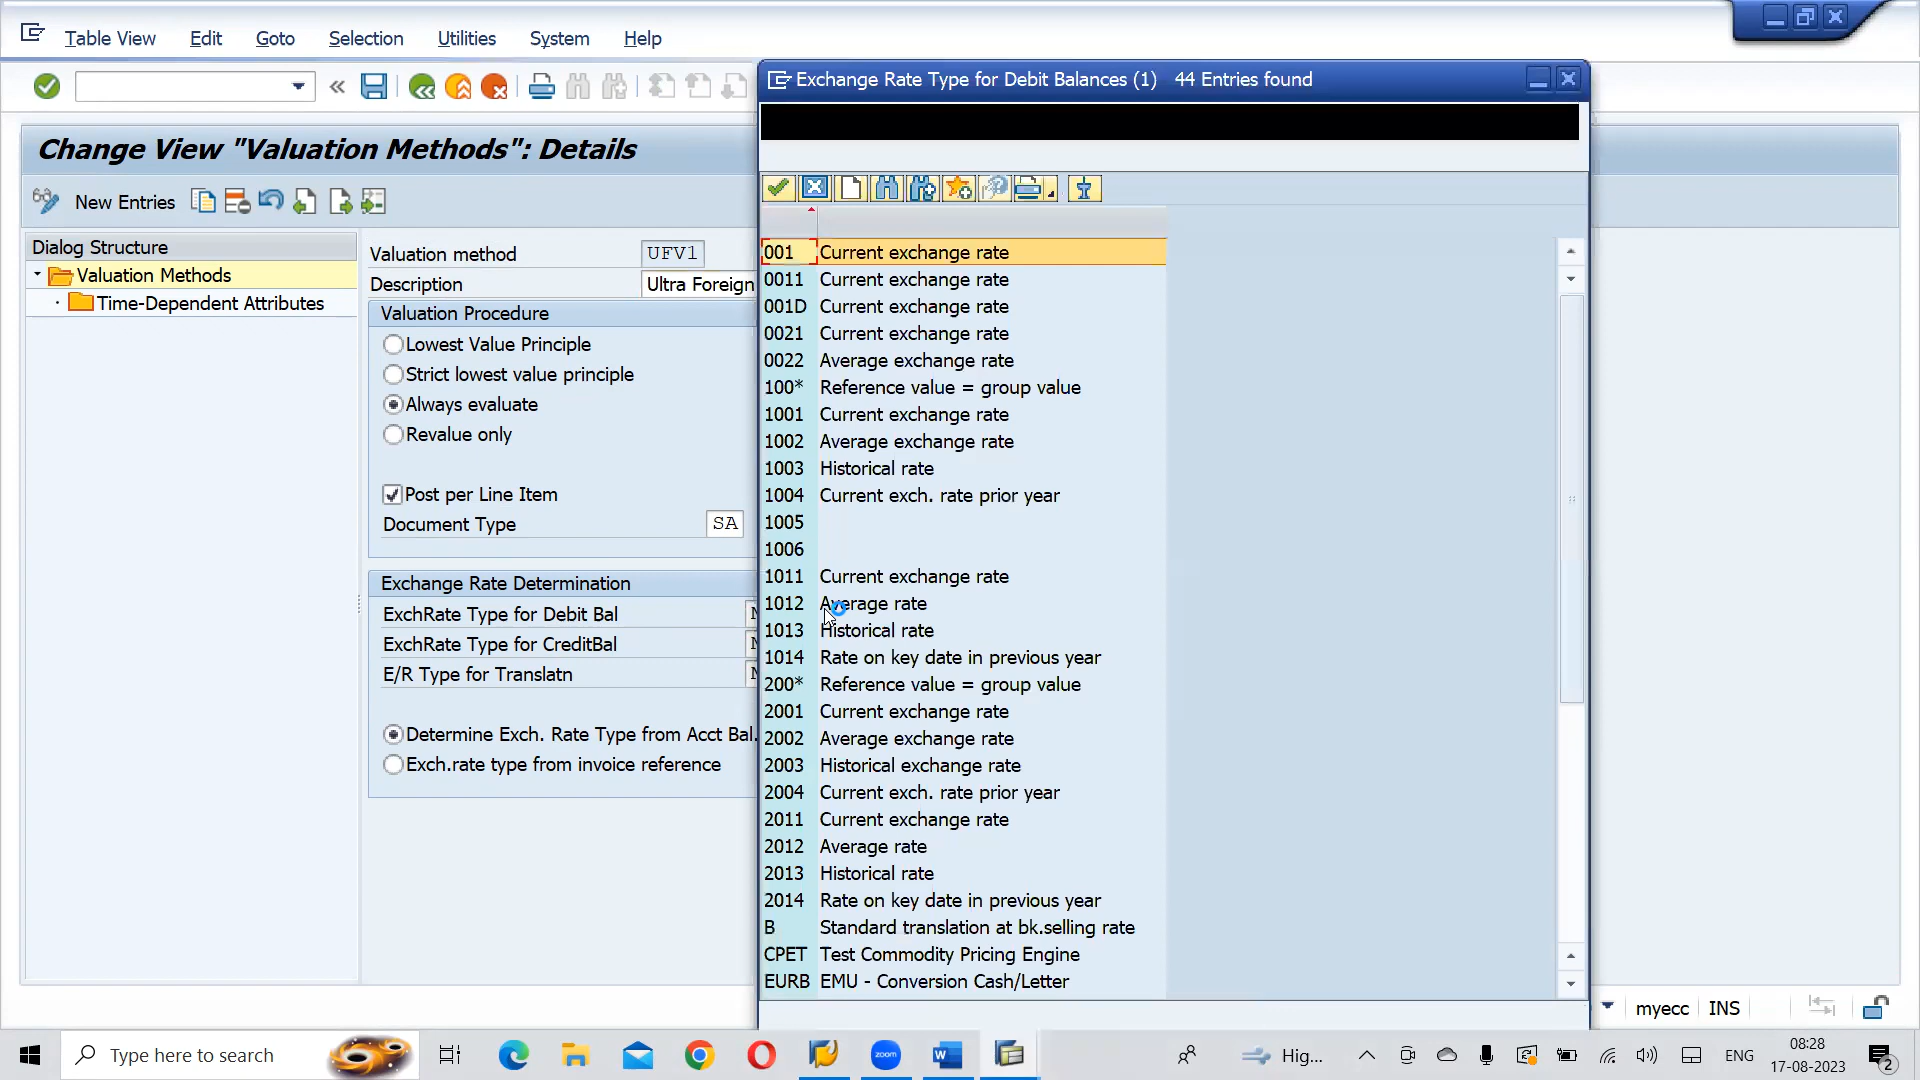 Table View Edit Goto Selection Utilities System Help
Exchange Rate Type for Debit Balances (1) 44 Entries found
Change View "Valuation Methods": Details
New Entries
Dialog Structure
Valuation Methods
Time-Dependent Attributes
Valuation method UFV1
Description Ultra Foreign
Valuation Procedure
Lowest Value Principle
Strict lowest value principle
Always evaluate
Revalue only
Post per Line Item
Document Type SA
Exchange Rate Determination
ExchRate Type for Debit Bal
ExchRate Type for CreditBal
E/R Type for Translatn
Determine Exch. Rate Type from Acct Bal.
Exch.rate type from invoice reference
001 Current exchange rate
0011 Current exchange rate
001D Current exchange rate
0021 Current exchange rate
0022 Average exchange rate
100* Reference value = group value
1001 Current exchange rate
1002 Average exchange rate
1003 Historical rate
1004 Current exch. rate prior year
1005
1006
1011 Current exchange rate
1012 Average rate
1013 Historical rate
1014 Rate on key date in previous year
200* Reference value = group value
2001 Current exchange rate
2002 Average exchange rate
2003 Historical exchange rate
2004 Current exch. rate prior year
2011 Current exchange rate
2012 Average rate
2013 Historical rate
2014 Rate on key date in previous year
B Standard translation at bk.selling rate
CPET Test Commodity Pricing Engine
EURB EMU - Conversion Cash/Letter
myecc INS
Type here to search
zoom
Hig...
ENG
08:28
17-08-2023
2